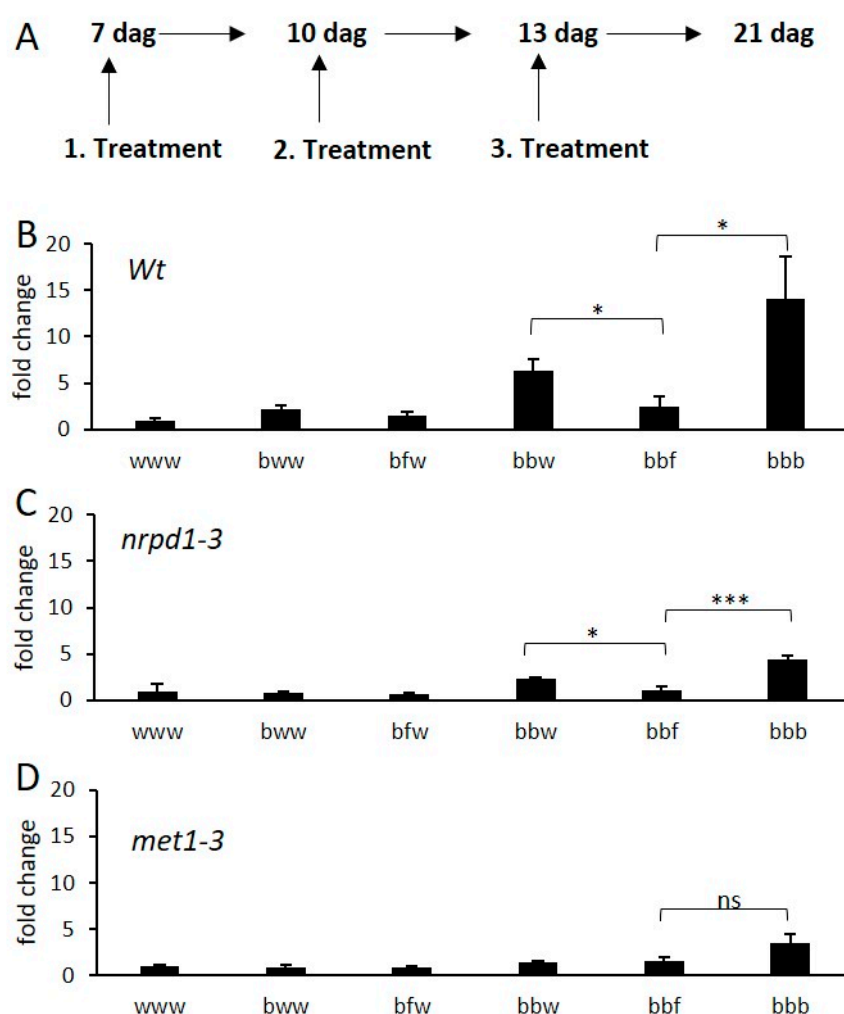 A 7 dag 10 dag 13 dag 21 dag
1. Treatment 2. Treatment 3. Treatment
B
20
15
10
5
0
fold change
Wt
*
*
www bww bfw bbw bbf bbb
C
20
15
10
5
0
fold change
nrpd1-3
*
***
www bww bfw bbw bbf bbb
D
20
15
10
5
0
fold change
met1-3
ns
www bww bfw bbw bbf bbb